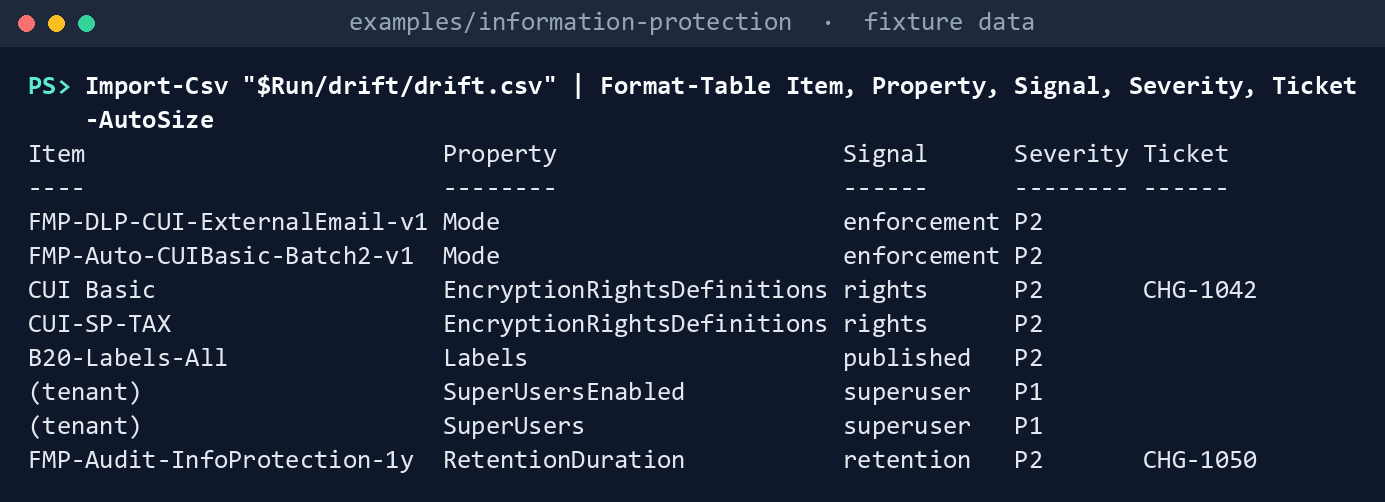 examples/information-protection · fixture data
PS> Import-Csv "$Run/drift/drift.csv" | Format-Table Item, Property, Signal, Severity, Ticket
-AutoSize
Item Property Signal Severity Ticket
---- -------- ------ -------- ------
FMP-DLP-CUI-ExternalEmail-v1 Mode enforcement P2
FMP-Auto-CUIBasic-Batch2-v1 Mode enforcement P2
CUI Basic EncryptionRightsDefinitions rights P2 CHG-1042
CUI-SP-TAX EncryptionRightsDefinitions rights P2
B20-Labels-All Labels published P2
(tenant) SuperUsersEnabled superuser P1
(tenant) SuperUsers superuser P1
FMP-Audit-InfoProtection-1y RetentionDuration retention P2 CHG-1050